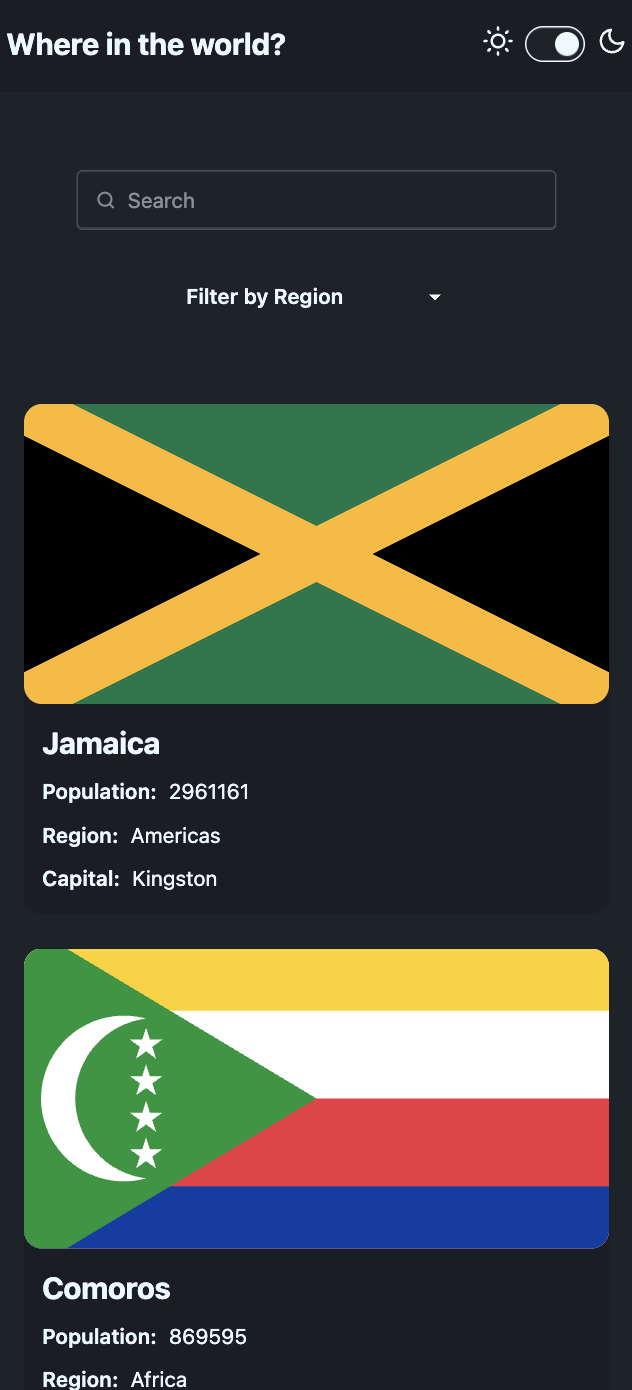 Where in the world?
Search
Filter by Region
Jamaica
Population: 2961161
Region: Americas
Capital: Kingston
Comoros
Population: 869595
Region: Africa